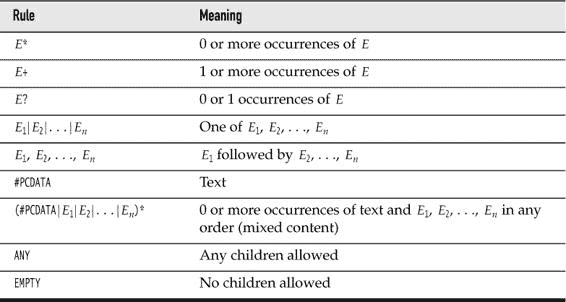 Rule Meaning
E* 0 or more occurrences of E
E+ 1 or more occurrences of E
E? 0 or 1 occurrences of E
E₁|E₂|...|Eₙ One of E₁, E₂, ..., Eₙ
E₁, E₂, ..., Eₙ E₁ followed by E₂, ..., Eₙ
#PCDATA Text
(#PCDATA|E₁|E₂|...|Eₙ)* 0 or more occurrences of text and E₁, E₂, ..., Eₙ in any
order (mixed content)
ANY Any children allowed
EMPTY No children allowed